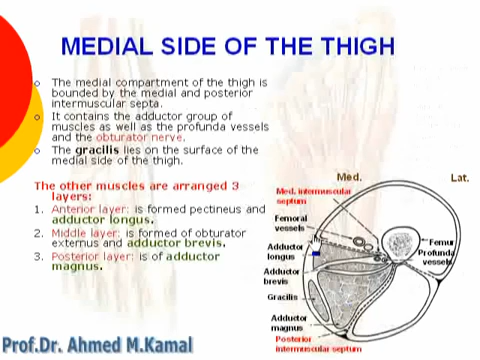 MEDIAL SIDE OF THE THIGH
o The medial compartment of the thigh is
bounded by the medial and posterior
intermuscular septa.
o It contains the adductor group of
muscles as well as the profunda vessels
and the obturator nerve.
o The gracilis lies on the surface of the
medial side of the thigh.
The other muscles are arranged 3
layers:
1. Anterior layer: is formed pectineus and
adductor longus.
2. Middle layer: is formed of obturator
externus and adductor brevis.
3. Posterior layer: is of adductor
magnus.
Med. Lat.
Med. intermuscular
septum
Femoral
vessels
Adductor
longus
Adductor
brevis
Gracilis
Adductor
magnus
Posterior
intermuscular septum
Femur
Profunda
vessels
Prof.Dr. Ahmed M.Kamal